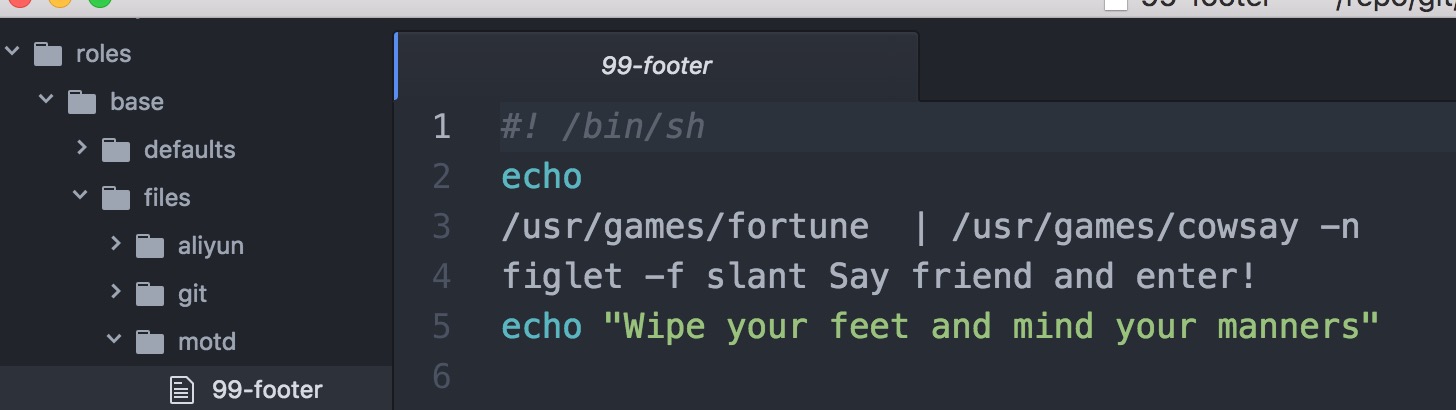 99-footer — ~/repo/git/
roles
base
defaults
files
aliyun
git
motd
99-footer
99-footer
1 #! /bin/sh
2 echo
3 /usr/games/fortune  | /usr/games/cowsay -n
4 figlet -f slant Say friend and enter!
5 echo "Wipe your feet and mind your manners"
6